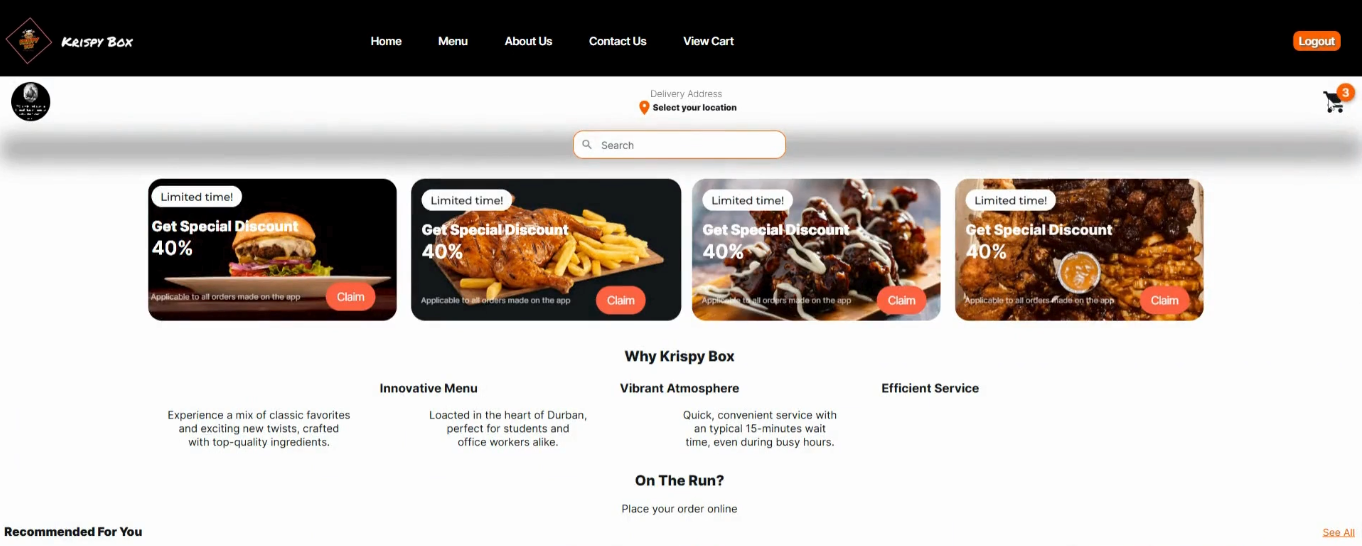 Krispy Box
Home Menu About Us Contact Us View Cart
Logout
Delivery Address
Select your location
3
Search
Limited time!
Get Special Discount
40%
Applicable to all orders made on the app
Claim
Limited time!
Get Special Discount
40%
Applicable to all orders made on the app
Claim
Limited time!
Get Special Discount
40%
Applicable to all orders made on the app
Claim
Limited time!
Get Special Discount
40%
Applicable to all orders made on the app
Claim
Why Krispy Box
Innovative Menu
Vibrant Atmosphere
Efficient Service
Experience a mix of classic favorites
and exciting new twists, crafted
with top-quality ingredients.
Loacted in the heart of Durban,
perfect for students and
office workers alike.
Quick, convenient service with
an typical 15-minutes wait
time, even during busy hours.
On The Run?
Place your order online
Recommended For You
See All